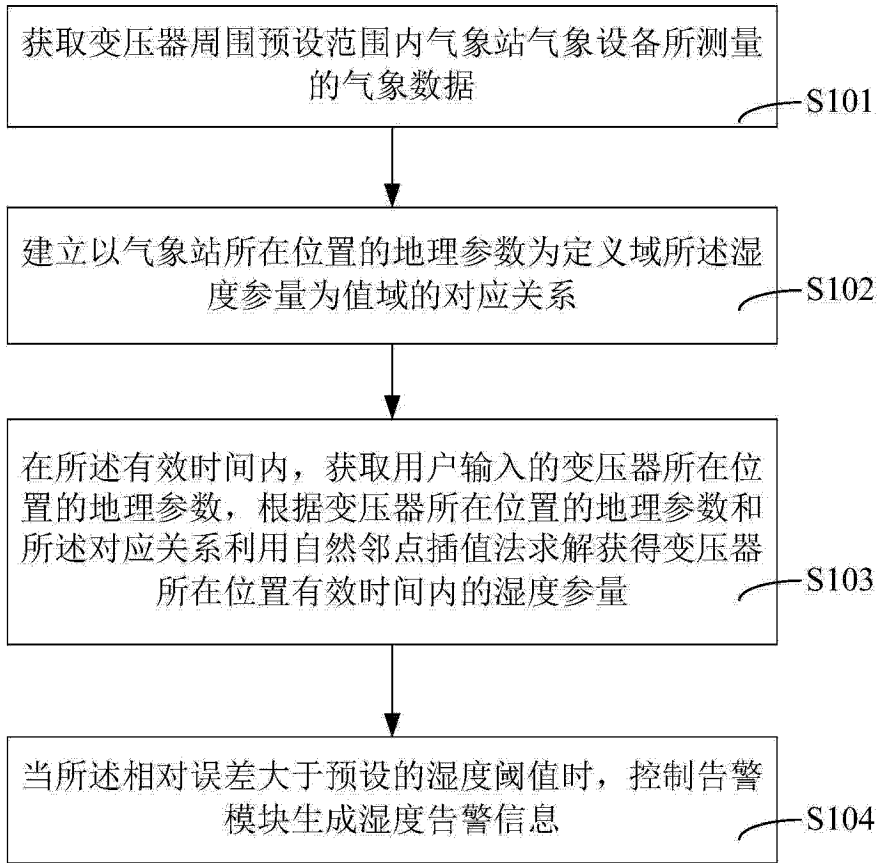 获取变压器周围预设范围内气象站气象设备所测量
的气象数据
S101
建立以气象站所在位置的地理参数为定义域所述湿
度参量为值域的对应关系
S102
在所述有效时间内，获取用户输入的变压器所在位
置的地理参数，根据变压器所在位置的地理参数和
所述对应关系利用自然邻点插值法求解获得变压器
所在位置有效时间内的湿度参量
S103
当所述相对误差大于预设的湿度阈值时，控制告警
模块生成湿度告警信息
S104